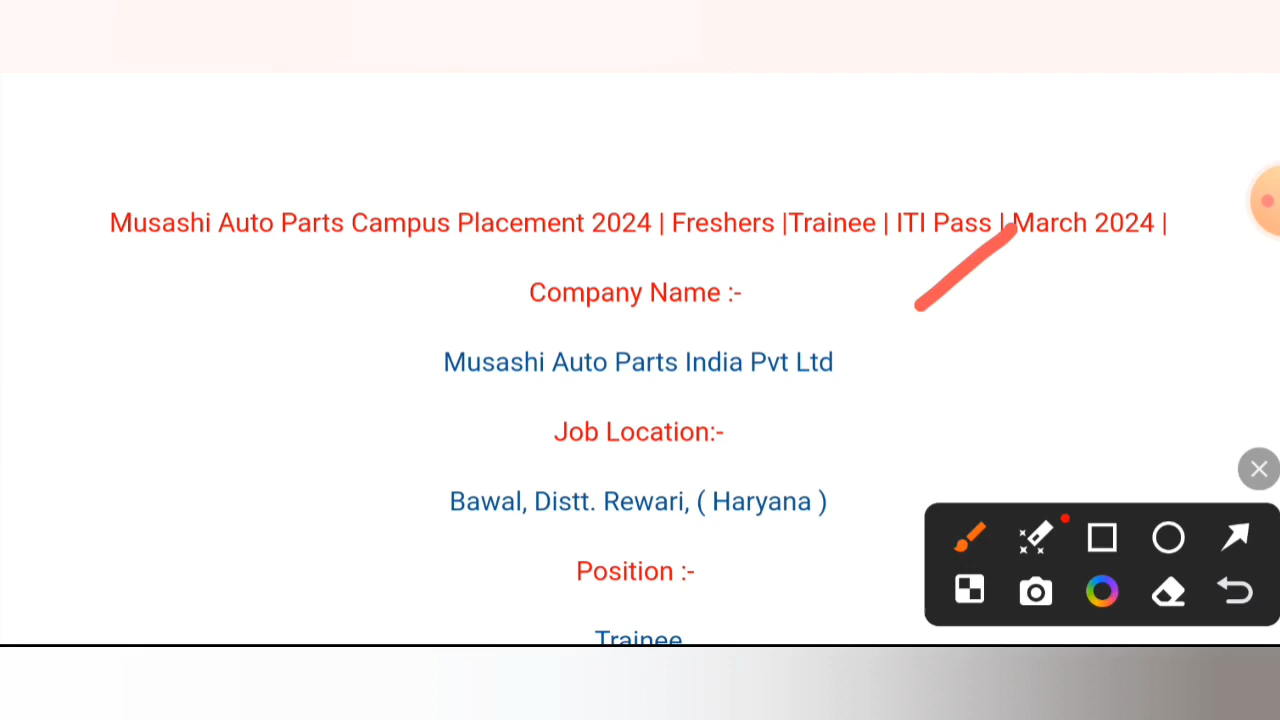 Musashi Auto Parts Campus Placement 2024 | Freshers |Trainee | ITI Pass | March 2024 |
Company Name :-
Musashi Auto Parts India Pvt Ltd
Job Location:-
Bawal, Distt. Rewari, ( Haryana )
Position :-
Trainee